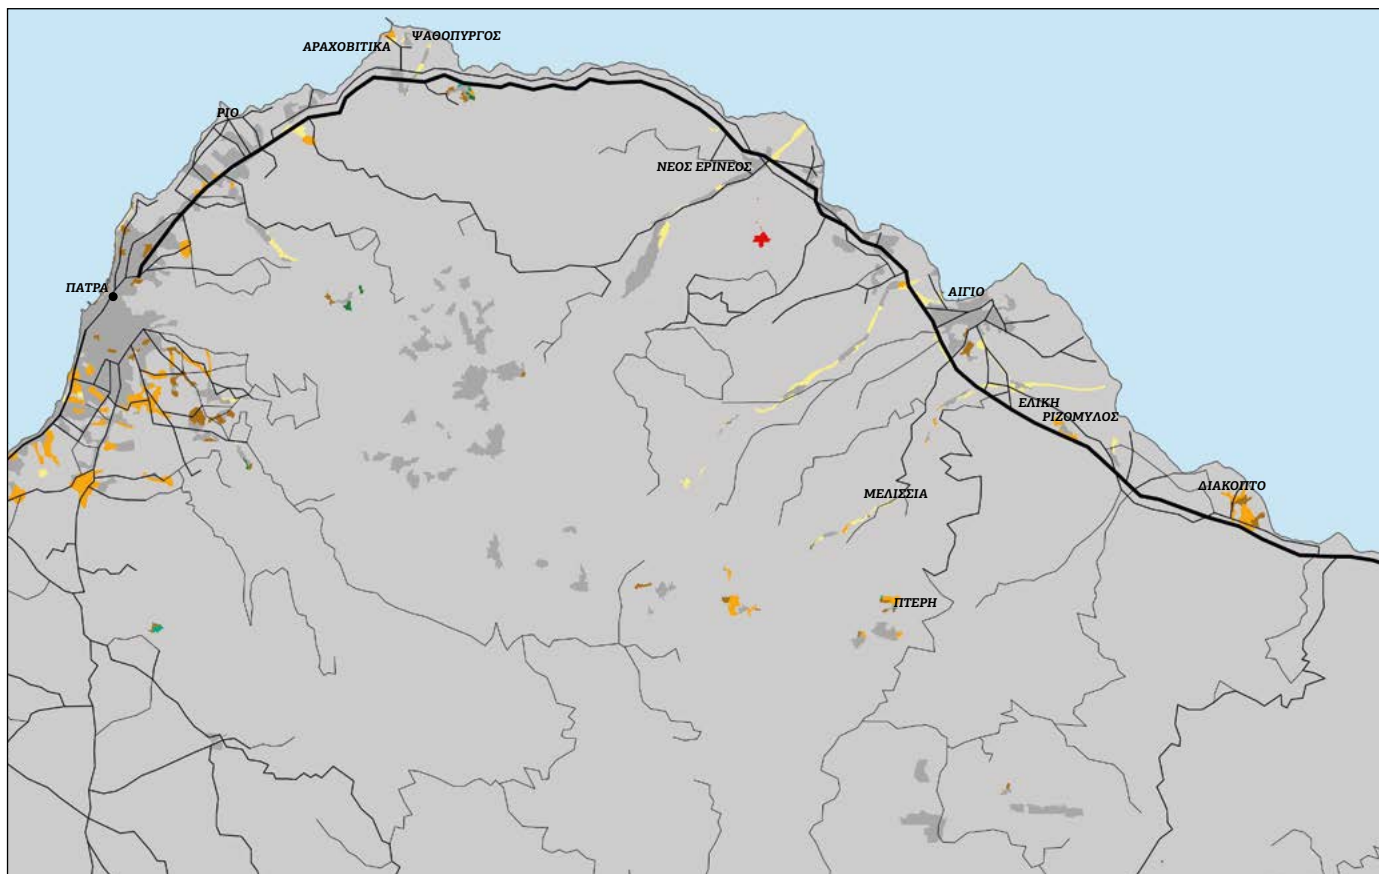 ΨΑΘΟΠΥΡΓΟΣ
ΑΡΑΧΟΒΙΤΙΚΑ
ΡΙΟ
ΝΕΟΣ ΕΡΙΝΕΟΣ
ΠΑΤΡΑ
ΑΙΓΙΟ
ΕΛΙΚΗ
ΡΙΖΟΜΥΛΟΣ
ΔΙΑΚΟΠΤΟ
ΜΕΛΙΣΣΙΑ
ΠΤΕΡΗ